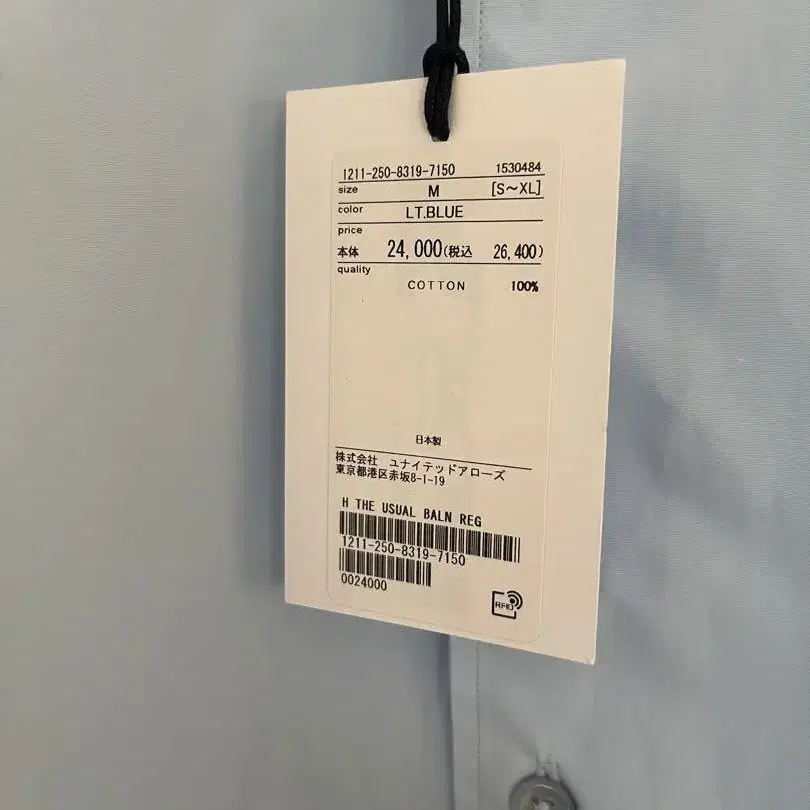 1211-250-8319-7150 1530484
size M [S～XL]
color LT.BLUE
price
本体 24,000(税込 26,400)
quality
COTTON 100%
日本製
株式会社 ユナイテッドアローズ
東京都港区赤坂8-1-19
H THE USUAL BALN REG
1211-250-8319-7150
0024000
RFID